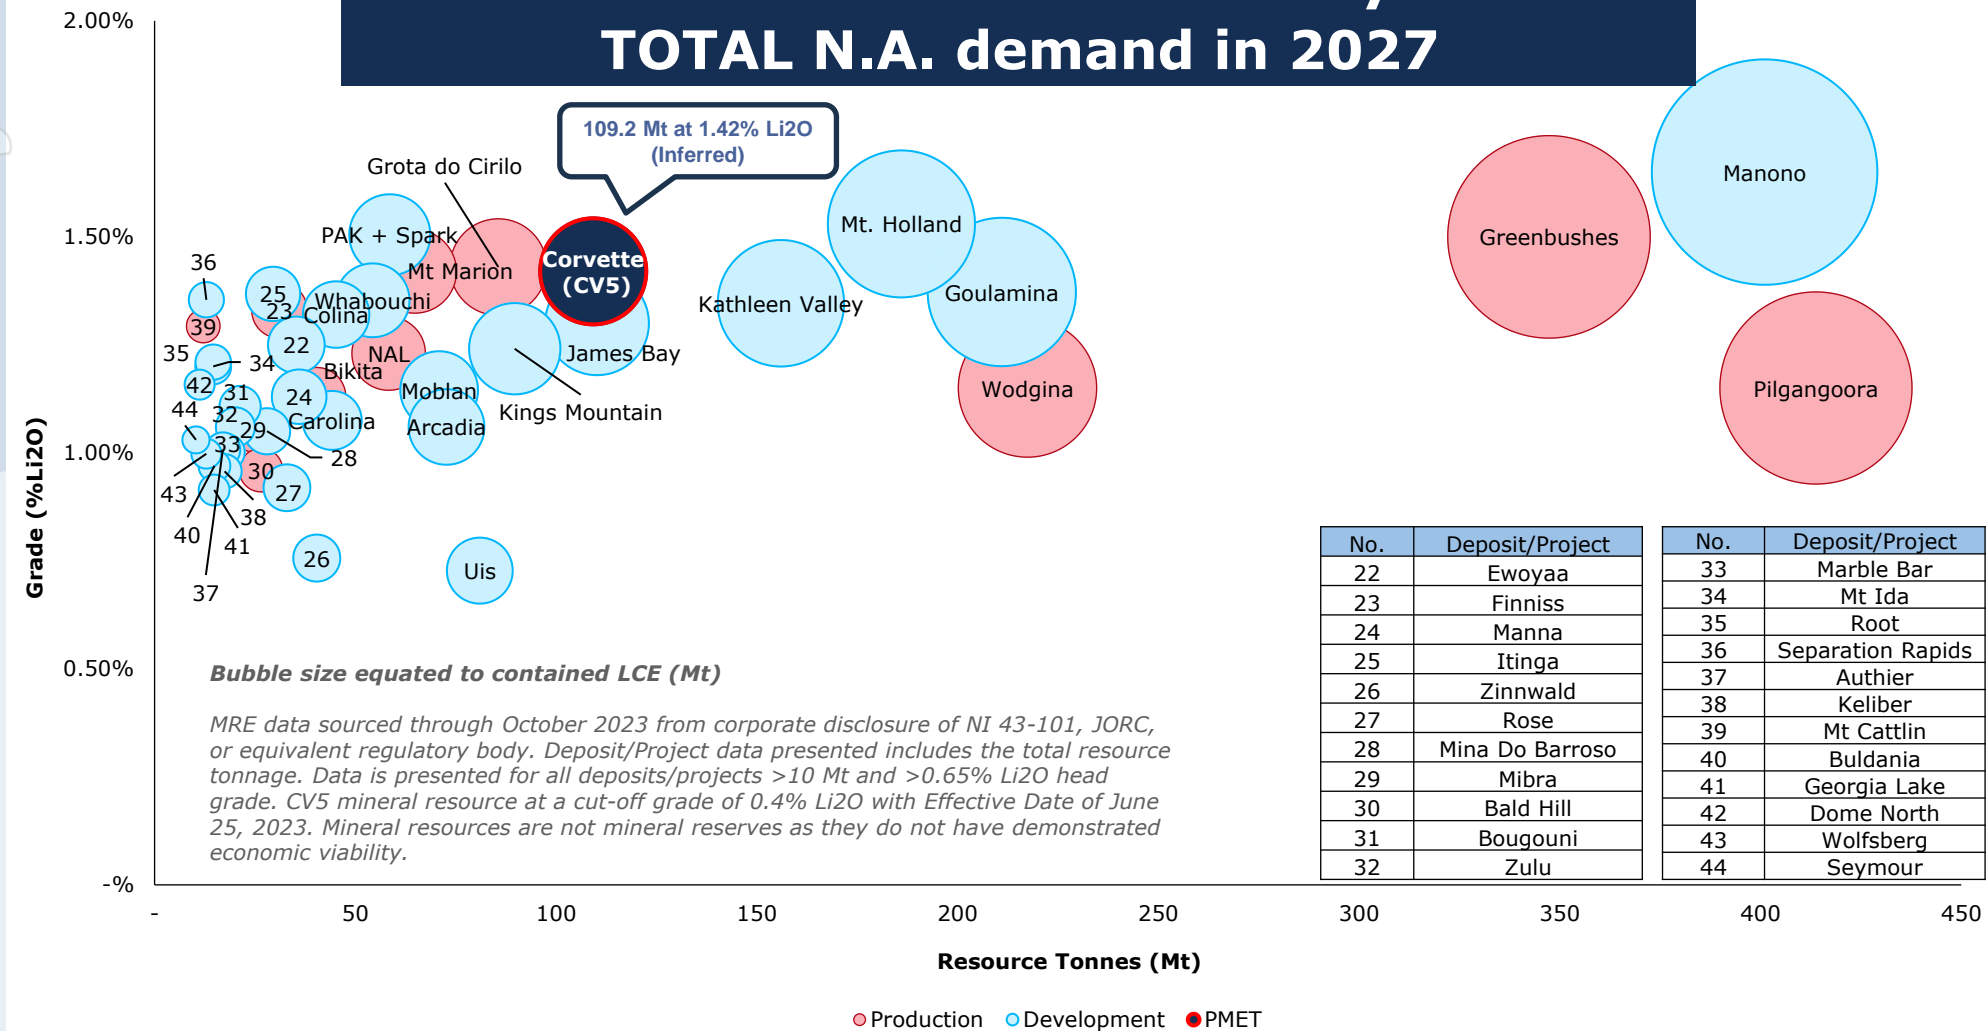 TOTAL N.A. demand in 2027
2.00%
1.50%
1.00%
0.50%
-%
Grade (%Li2O)
109.2 Mt at 1.42% Li2O
(Inferred)
Grota do Cirilo
PAK + Spark
Mt Marion
Corvette
(CV5)
Mt. Holland
Goulamina
Kathleen Valley
Wodgina
Greenbushes
Manono
Pilgangoora
36
25
23
39
Whabouchi
Colina
35
34
22
NAL
James Bay
Bikita
42
31
24
Moblan
Kings Mountain
44
32
29
Carolina
Arcadia
33
28
43
30
27
40
38
41
37
26
Uis
Bubble size equated to contained LCE (Mt)
MRE data sourced through October 2023 from corporate disclosure of NI 43-101, JORC,
or equivalent regulatory body. Deposit/Project data presented includes the total resource
tonnage. Data is presented for all deposits/projects >10 Mt and >0.65% Li2O head
grade. CV5 mineral resource at a cut-off grade of 0.4% Li2O with Effective Date of June
25, 2023. Mineral resources are not mineral reserves as they do not have demonstrated
economic viability.
No. Deposit/Project
22 Ewoyaa
23 Finniss
24 Manna
25 Itinga
26 Zinnwald
27 Rose
28 Mina Do Barroso
29 Mibra
30 Bald Hill
31 Bougouni
32 Zulu
No. Deposit/Project
33 Marble Bar
34 Mt Ida
35 Root
36 Separation Rapids
37 Authier
38 Keliber
39 Mt Cattlin
40 Buldania
41 Georgia Lake
42 Dome North
43 Wolfsberg
44 Seymour
- 50 100 150 200 250 300 350 400 450
Resource Tonnes (Mt)
Production Development PMET